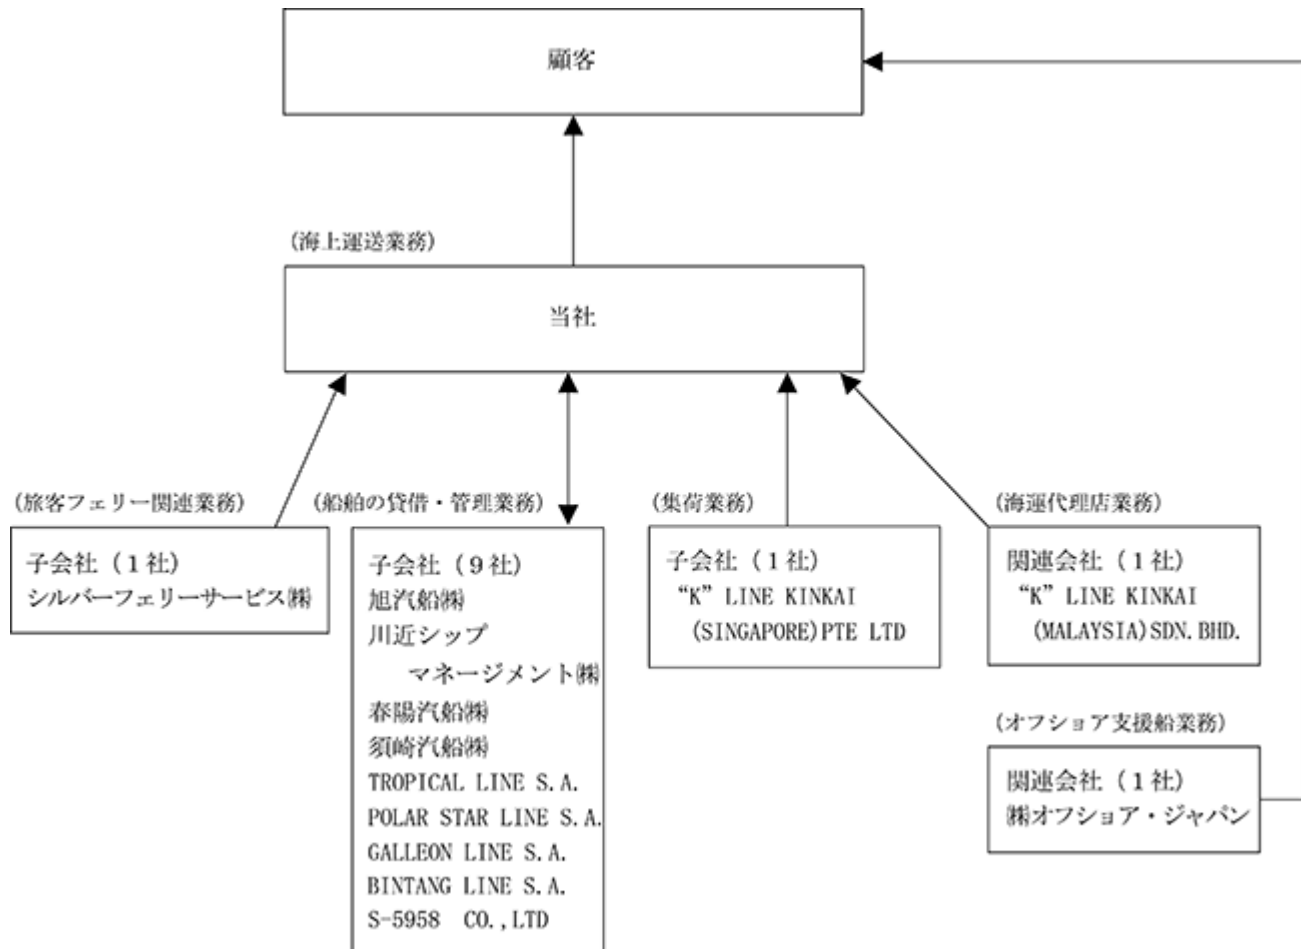 顧客
(海上運送業務)
当社
(旅客フェリー関連業務)
子会社(1社)
シルバーフェリーサービス㈱
(船舶の貸借・管理業務)
子会社(9社)
旭汽船㈱
川近シップ
マネージメント㈱
春陽汽船㈱
須崎汽船㈱
TROPICAL LINE S.A.
POLAR STAR LINE S.A.
GALLEON LINE S.A.
BINTANG LINE S.A.
S-5958 CO.,LTD
(集荷業務)
子会社(1社)
“K” LINE KINKAI
(SINGAPORE)PTE LTD
(海運代理店業務)
関連会社(1社)
“K” LINE KINKAI
(MALAYSIA)SDN.BHD.
(オフショア支援船業務)
関連会社(1社)
㈱オフショア・ジャパン